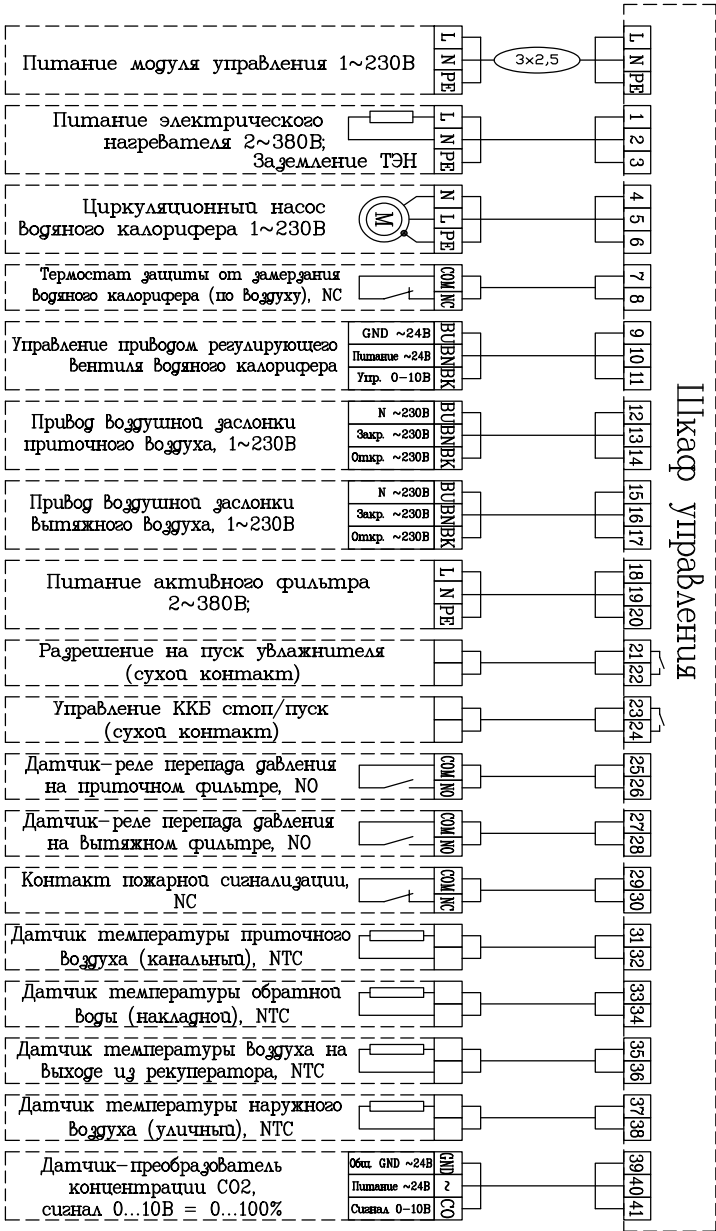 Питание модуля управления 1~230В
L
N
PE
3x2,5
L
N
PE
Питание электрического
нагревателя 2~380В;
Заземление ТЭН
L
N
PE
1
2
3
Циркуляционный насос
водяного калорифера 1~230В
M
N
L
PE
4
5
6
Термостат защиты от замерзания
водяного калорифера (по воздуху), NC
COM
NC
7
8
Управление приводом регулирующего
вентиля водяного калорифера
GND ~24В
Питание ~24В
Упр. 0-10В
BU
BN
BK
9
10
11
Привод воздушной заслонки
приточного воздуха, 1~230В
N ~230В
Закр. ~230В
Откр. ~230В
BU
BN
BK
12
13
14
Привод воздушной заслонки
вытяжного воздуха, 1~230В
N ~230В
Закр. ~230В
Откр. ~230В
BU
BN
BK
15
16
17
Питание активного фильтра
2~380В;
L
N
PE
18
19
20
Разрешение на пуск увлажнителя
(сухой контакт)
21
22
Управление ККБ стоп/пуск
(сухой контакт)
23
24
Датчик-реле перепада давления
на приточном фильтре, NO
COM
NO
25
26
Датчик-реле перепада давления
на вытяжном фильтре, NO
COM
NO
27
28
Контакт пожарной сигнализации,
NC
COM
NC
29
30
Датчик температуры приточного
воздуха (канальный), NTC
31
32
Датчик температуры обратной
воды (накладной), NTC
33
34
Датчик температуры воздуха на
выходе из рекуператора, NTC
35
36
Датчик температуры наружного
воздуха (уличный), NTC
37
38
Датчик-преобразователь
концентрации CO2,
сигнал 0...10В = 0...100%
Общ. GND ~24В
Питание ~24В
Сигнал 0-10В
GND
~
CO
39
40
41
Шкаф управления